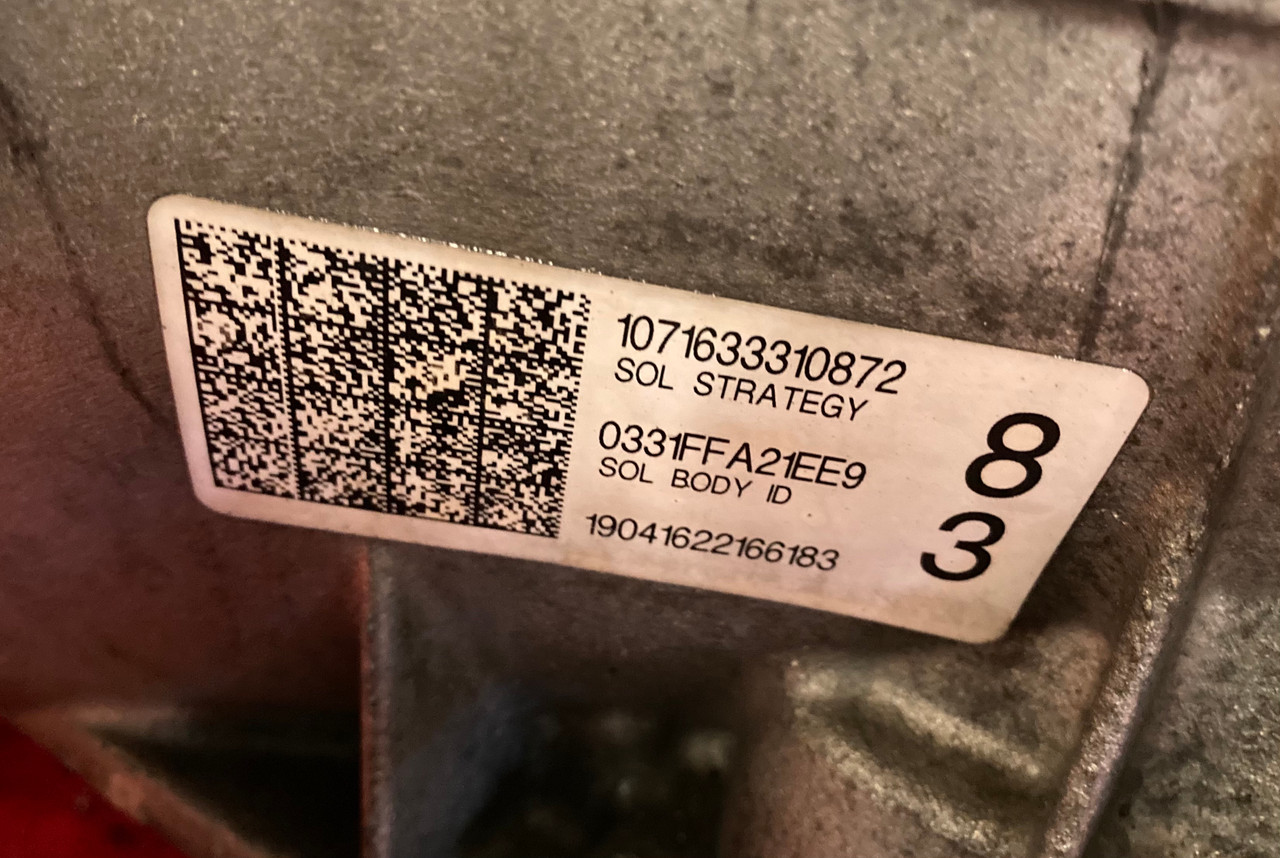 1071633310872
SOL STRATEGY
0331FFA21EE9
SOL BODY ID
19041622166183
8
3